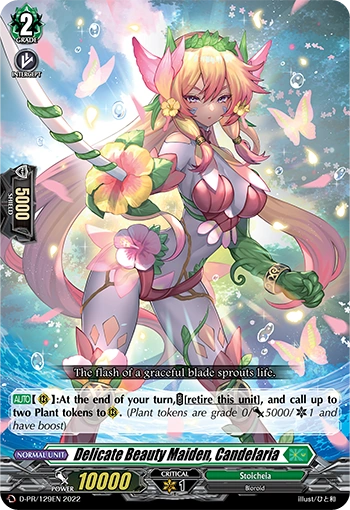 2
GRADE
INTERCEPT
5000
SHIELD
The flash of a graceful blade sprouts life.
AUTO【 】:At the end of your turn, [retire this unit], and call up to
two Plant tokens to . (Plant tokens are grade 0/ 5000/ 1 and
have boost)
NORMAL UNIT Delicate Beauty Maiden, Candelaria
POWER 10000 CRITICAL 1 Stoicheia
Bioroid
D-PR/129EN 2022 illust/ひと和